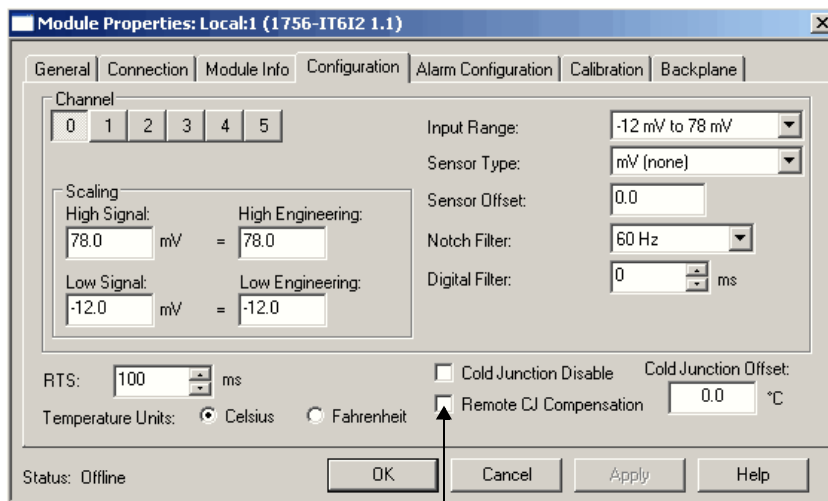 Module Properties: Local:1 (1756-IT6I2 1.1)
General Connection Module Info Configuration Alarm Configuration Calibration Backplane
Channel
0 1 2 3 4 5
Input Range: -12 mV to 78 mV
Sensor Type: mV (none)
Scaling
Sensor Offset: 0.0
High Signal: High Engineering:
78.0 mV = 78.0
Notch Filter: 60 Hz
Low Signal: Low Engineering:
Digital Filter: 0 ms
-12.0 mV = -12.0
RTS: 100 ms
Cold Junction Disable Cold Junction Offset:
Temperature Units: Celsius Fahrenheit
Remote CJ Compensation 0.0 °C
Status: Offline
OK Cancel Apply Help